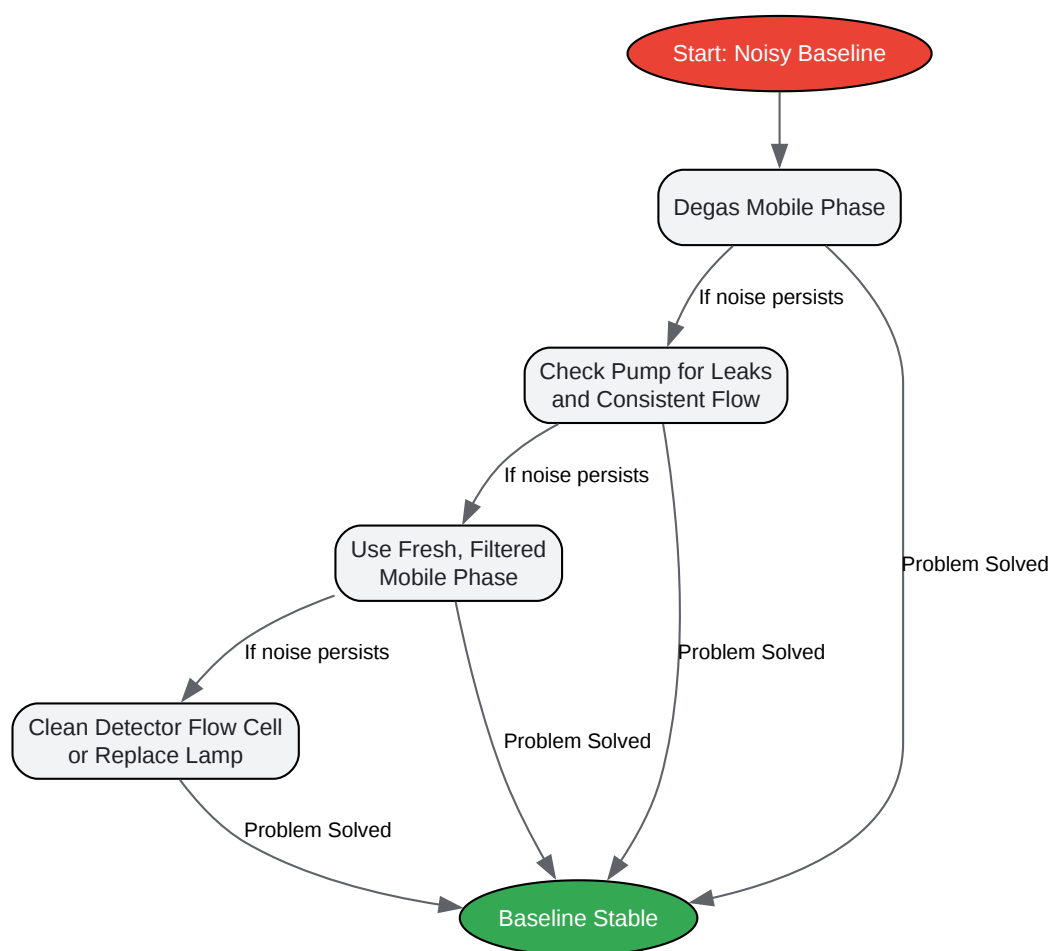 Start: Noisy Baseline
Degas Mobile Phase
If noise persists
Check Pump for Leaks
and Consistent Flow
If noise persists
Use Fresh, Filtered
Mobile Phase
Problem Solved
If noise persists
Problem Solved
Clean Detector Flow Cell
or Replace Lamp
Problem Solved
Problem Solved
Baseline Stable